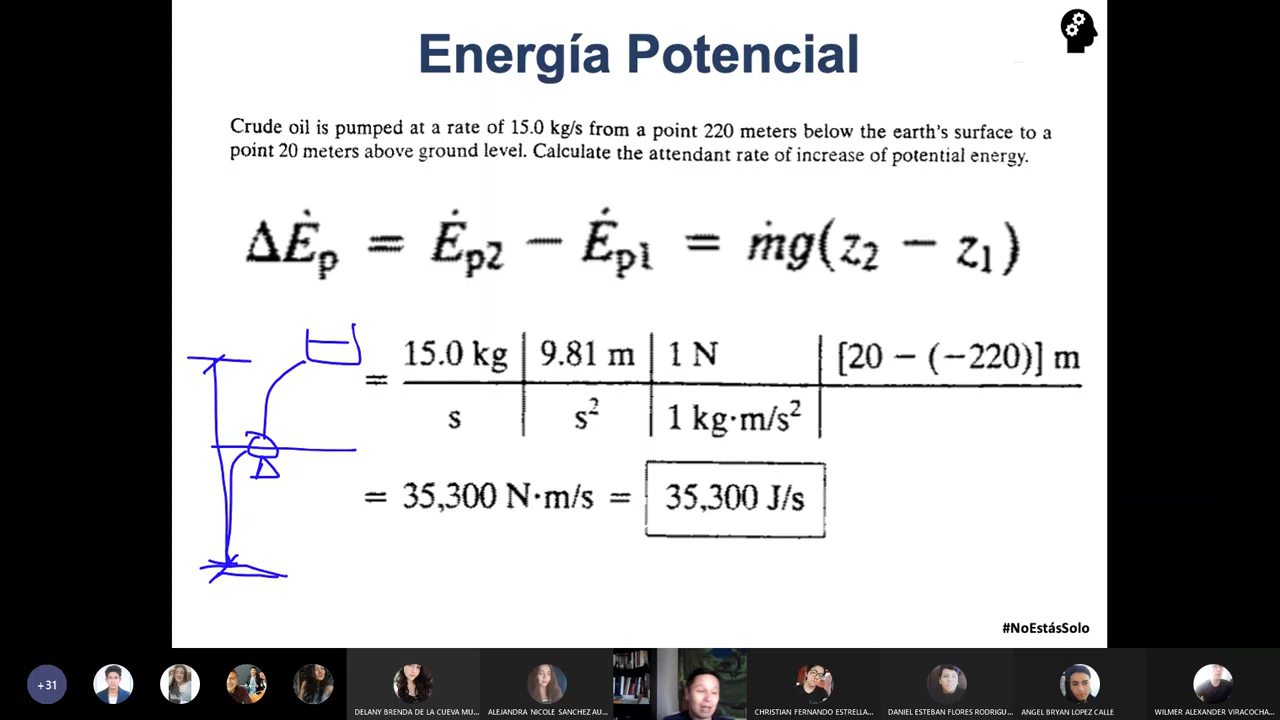 Energía Potencial
Crude oil is pumped at a rate of 15.0 kg/s from a point 220 meters below the earth's surface to a
point 20 meters above ground level. Calculate the attendant rate of increase of potential energy.
ΔĖp = Ėp2 − Ėp1 = ṁg(z2 − z1)
= 15.0 kg | 9.81 m | 1 N | [20 − (−220)] m
s | s² | 1 kg·m/s² |
= 35,300 N·m/s = 35,300 J/s
#NoEstásSolo
+31
DELANY BRENDA DE LA CUEVA MU...
ALEJANDRA NICOLE SANCHEZ AU...
CHRISTIAN FERNANDO ESTRELLA...
DANIEL ESTEBAN FLORES RODRIGU...
ANGEL BRYAN LOPEZ CALLE
WILMER ALEXANDER VIRACOCHA...